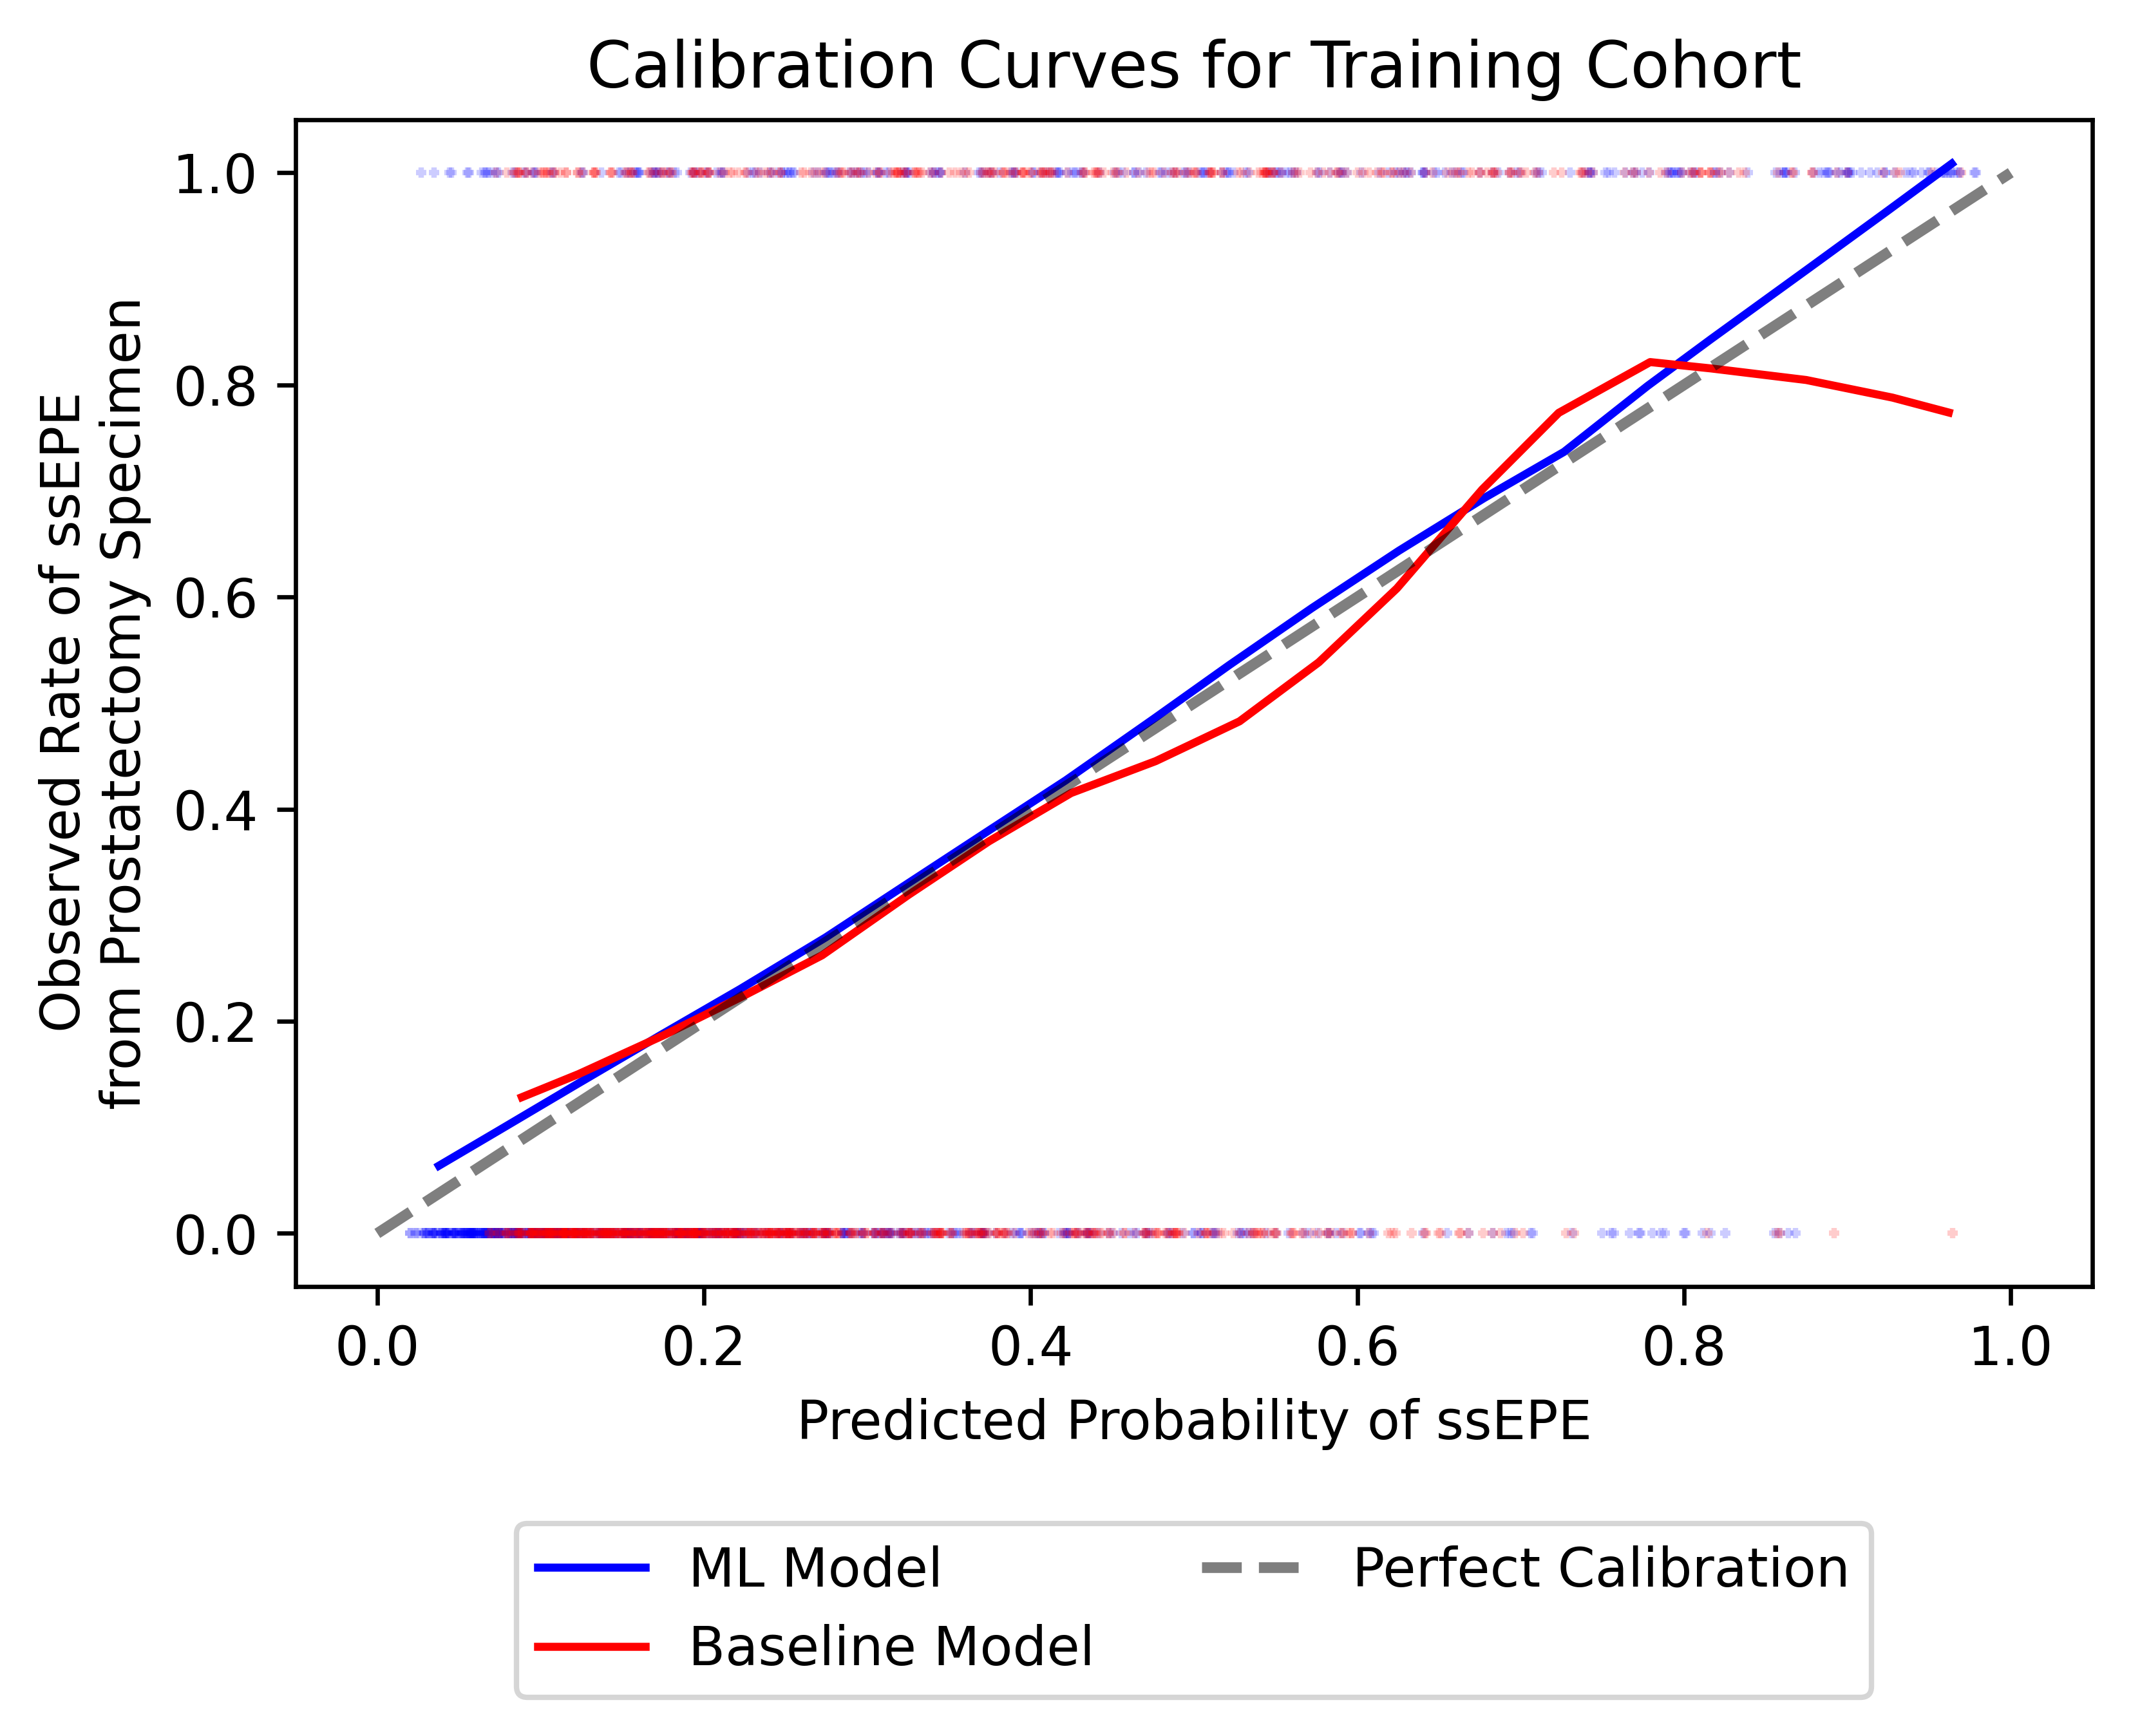 Calibration Curves for Training Cohort
Observed Rate of ssEPE
from Prostatectomy Specimen
1.0
0.8
0.6
0.4
0.2
0.0
0.0 0.2 0.4 0.6 0.8 1.0
Predicted Probability of ssEPE
ML Model
Baseline Model
Perfect Calibration